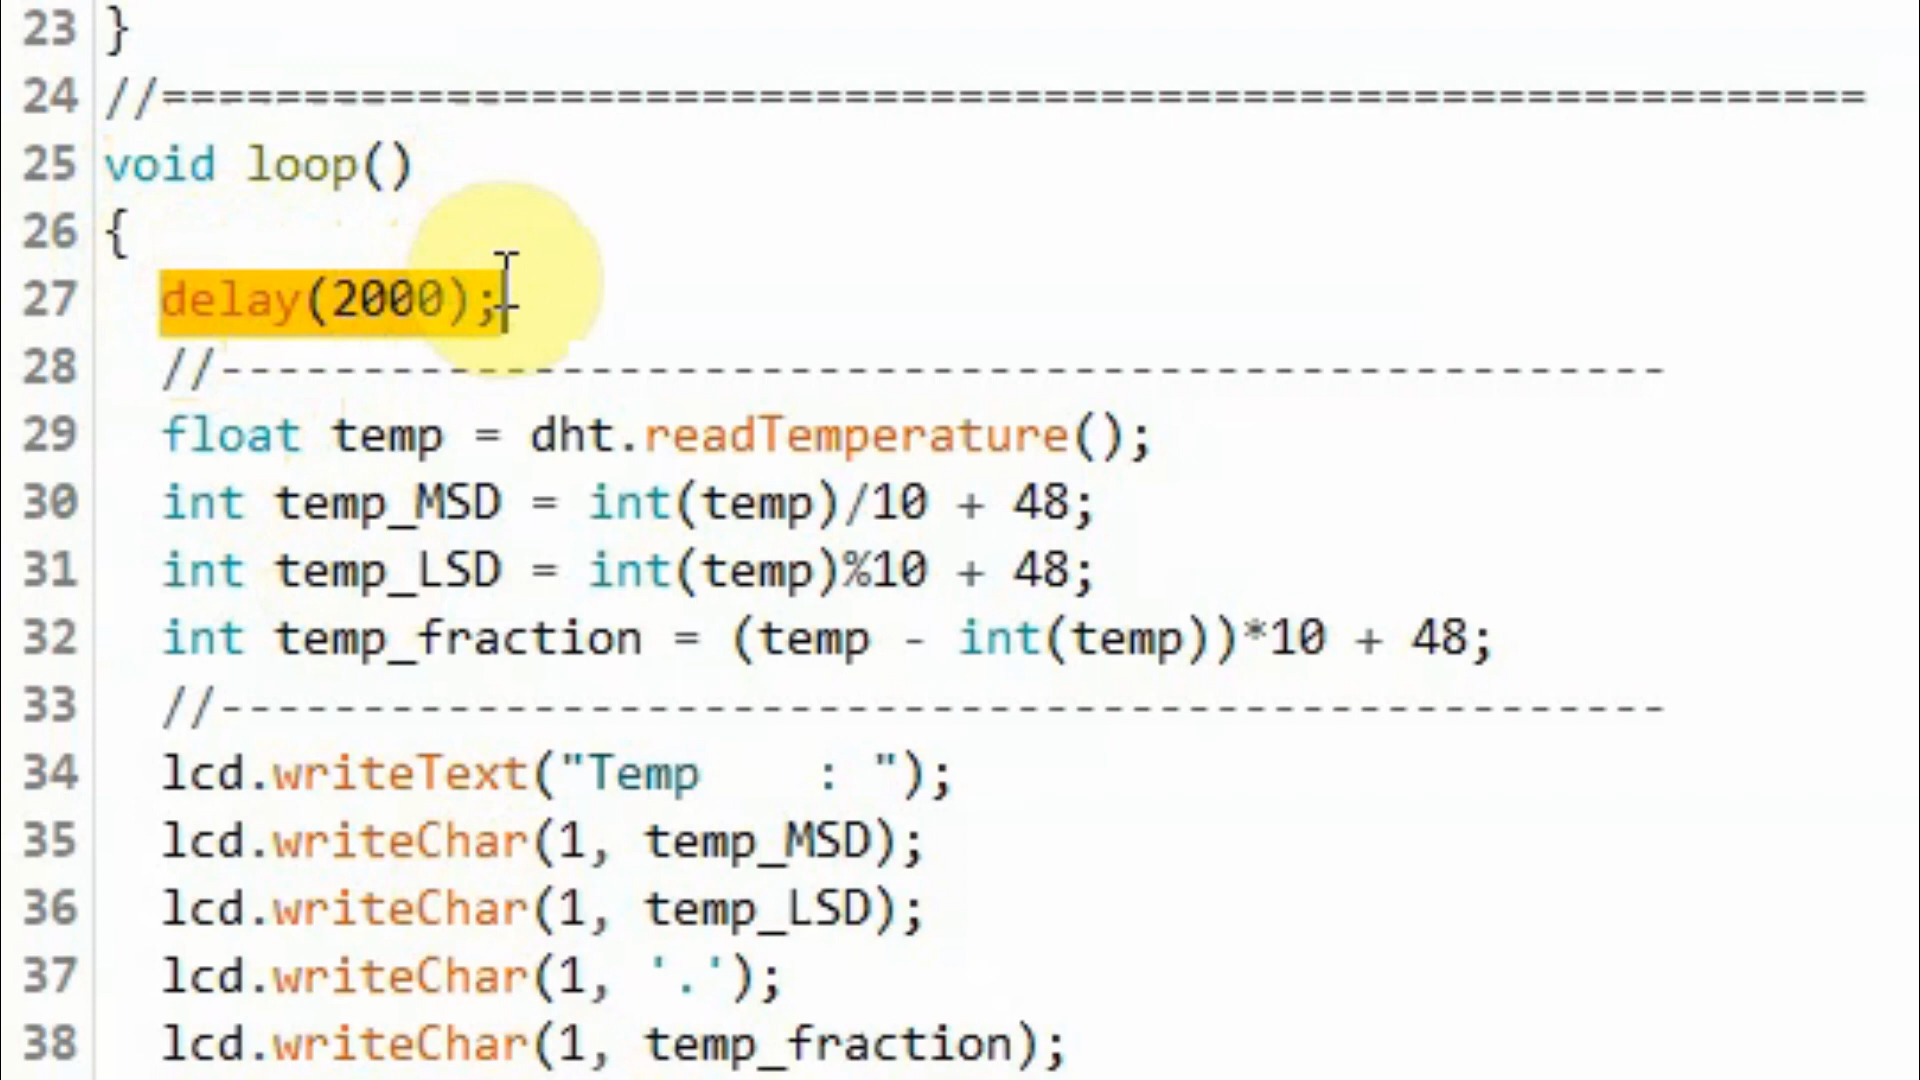 23 }
24 //============================================================
25 void loop()
26 {
27 delay(2000);
28 //---------------------------------------------------
29 float temp = dht.readTemperature();
30 int temp_MSD = int(temp)/10 + 48;
31 int temp_LSD = int(temp)%10 + 48;
32 int temp_fraction = (temp - int(temp))*10 + 48;
33 //---------------------------------------------------
34 lcd.writeText("Temp    : ");
35 lcd.writeChar(1, temp_MSD);
36 lcd.writeChar(1, temp_LSD);
37 lcd.writeChar(1, '.');
38 lcd.writeChar(1, temp_fraction);